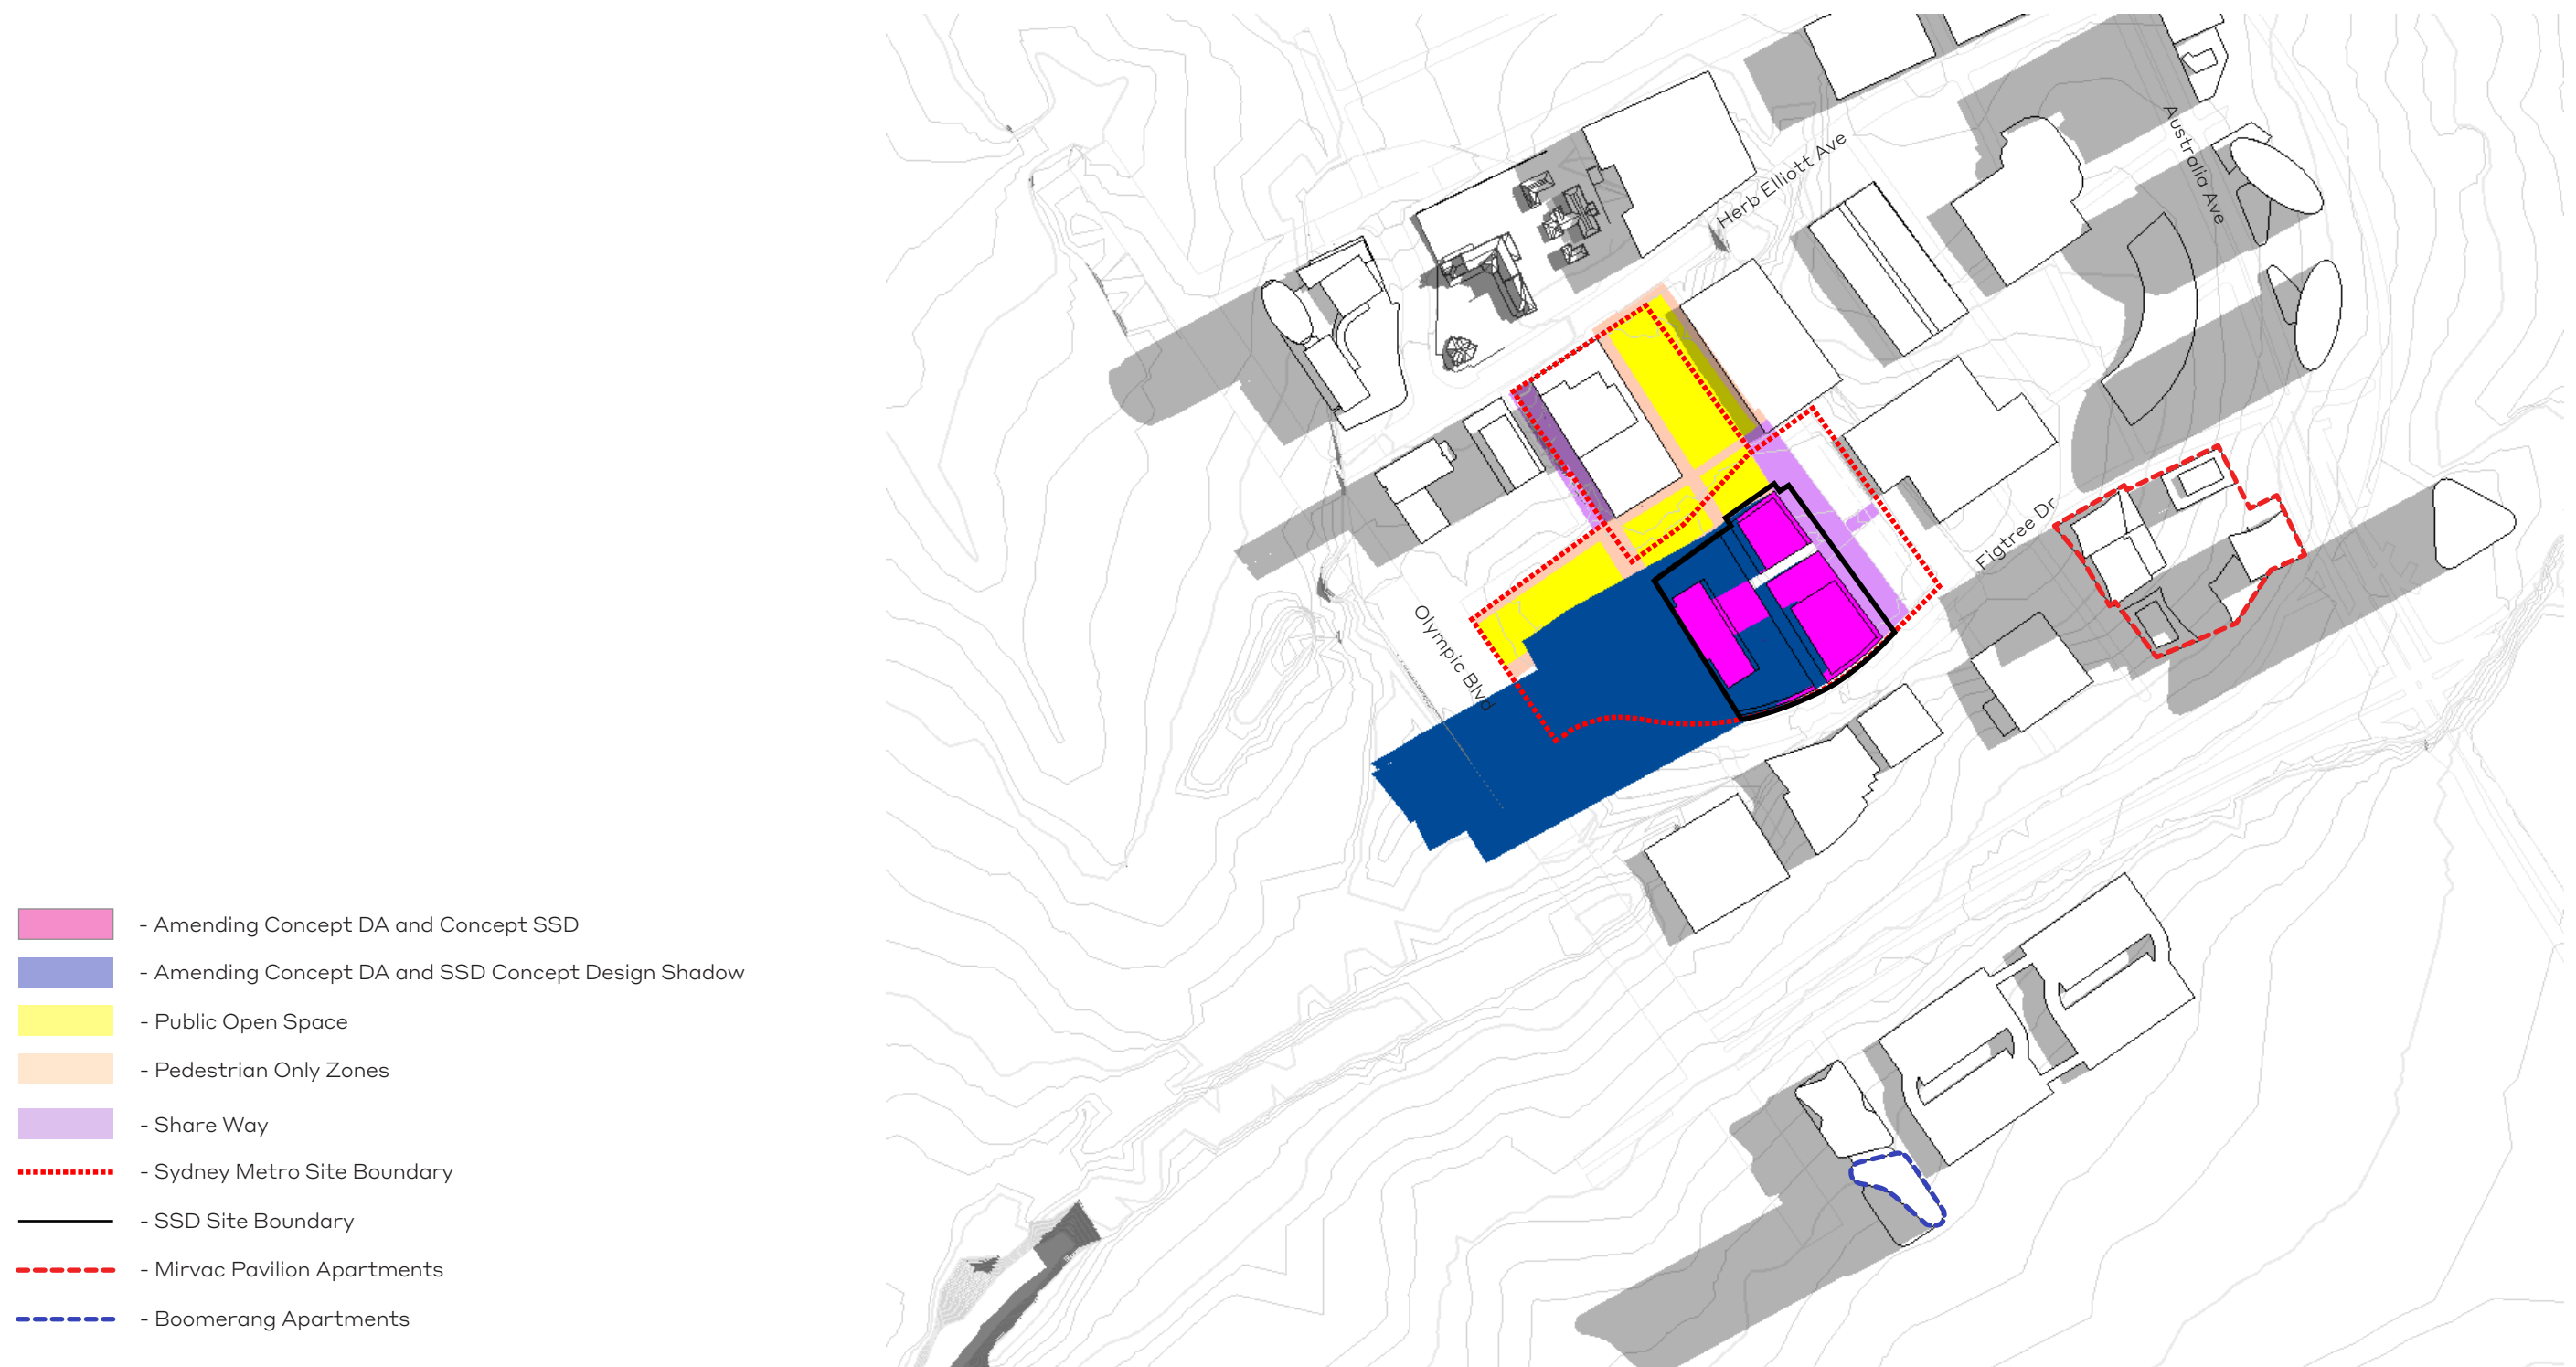 Herb Elliott Ave
Australia Ave
Figtree Dr
Olympic Blvd
- Amending Concept DA and Concept SSD
- Amending Concept DA and SSD Concept Design Shadow
- Public Open Space
- Pedestrian Only Zones
- Share Way
- Sydney Metro Site Boundary
- SSD Site Boundary
- Mirvac Pavilion Apartments
- Boomerang Apartments